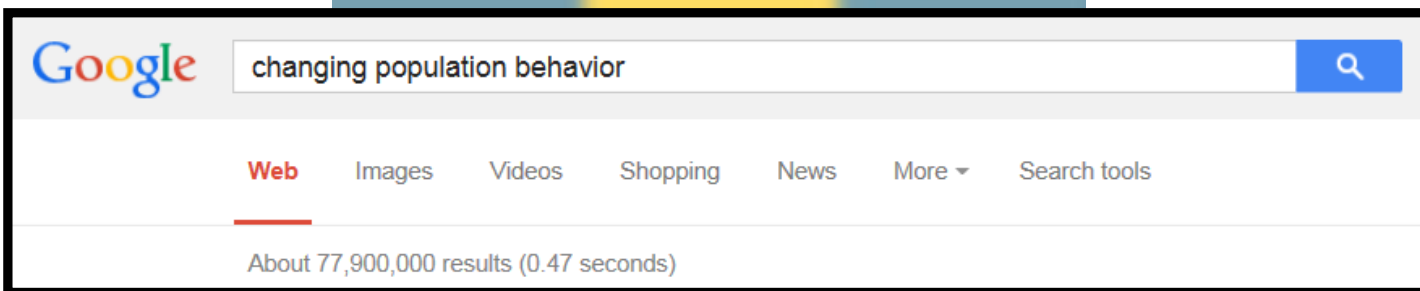 Google changing population behavior
Web Images Videos Shopping News More Search tools
About 77,900,000 results (0.47 seconds)